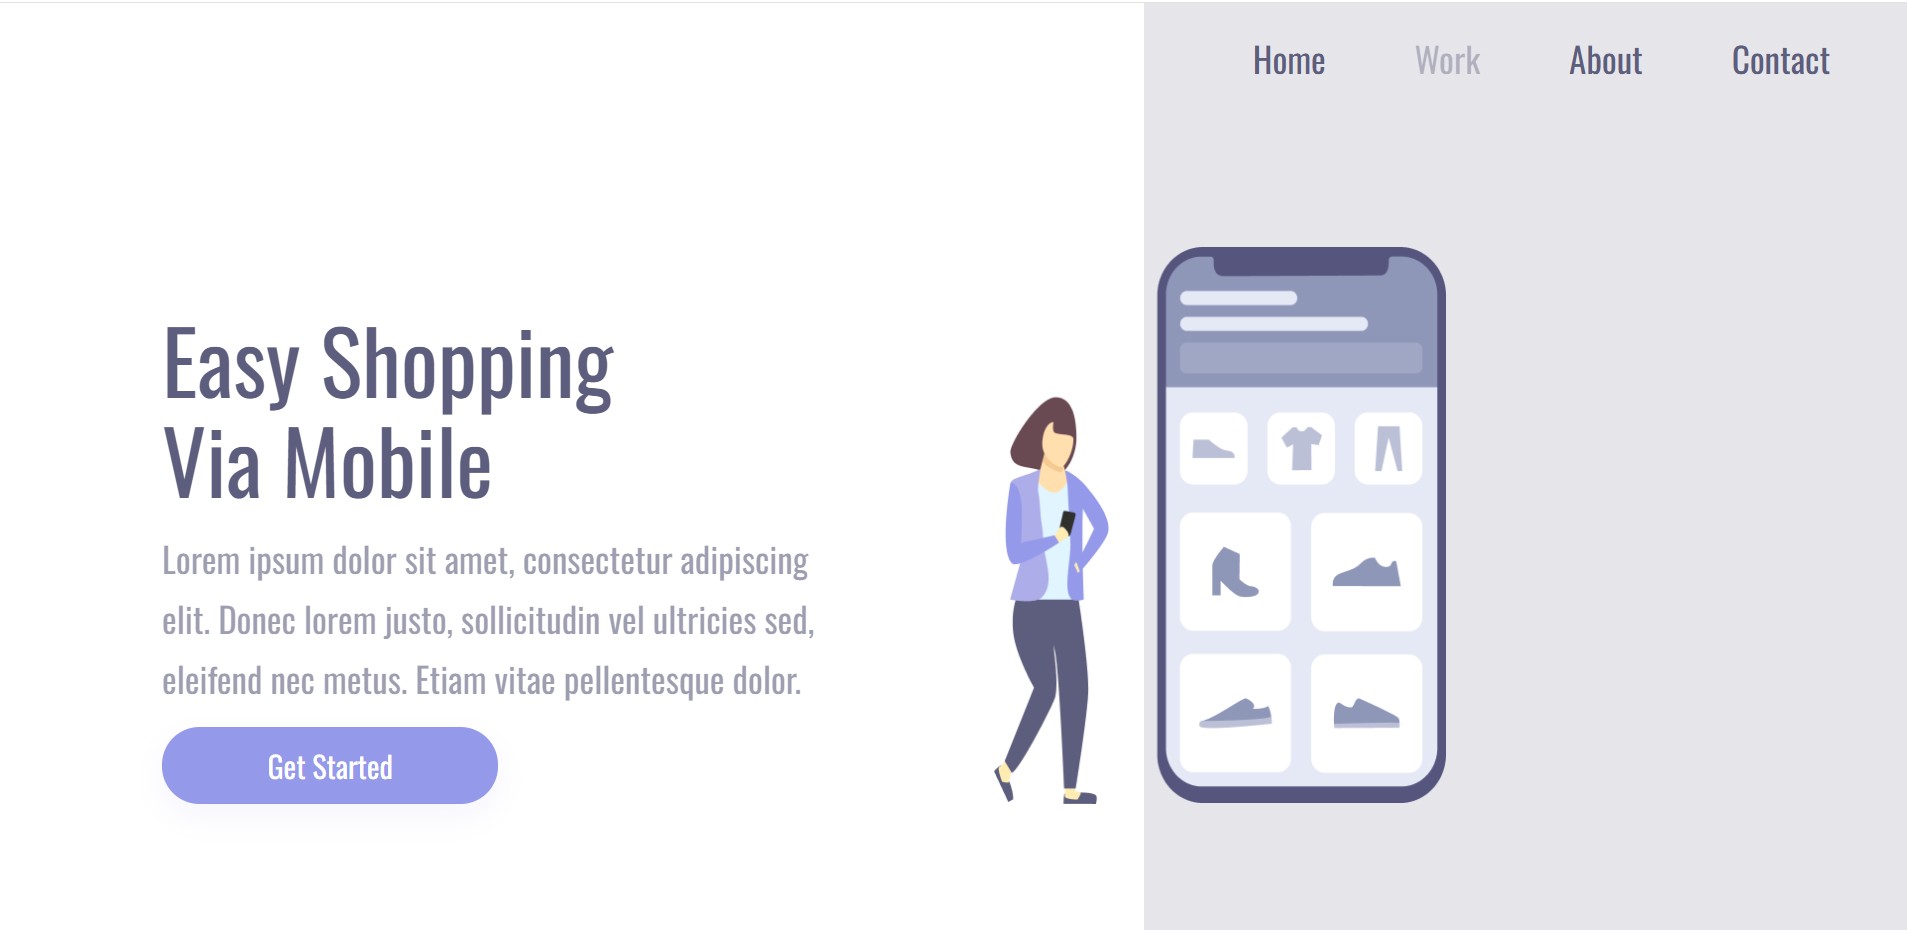 Home Work About Contact
Easy Shopping
Via Mobile
Lorem ipsum dolor sit amet, consectetur adipiscing
elit. Donec lorem justo, sollicitudin vel ultricies sed,
eleifend nec metus. Etiam vitae pellentesque dolor.
Get Started